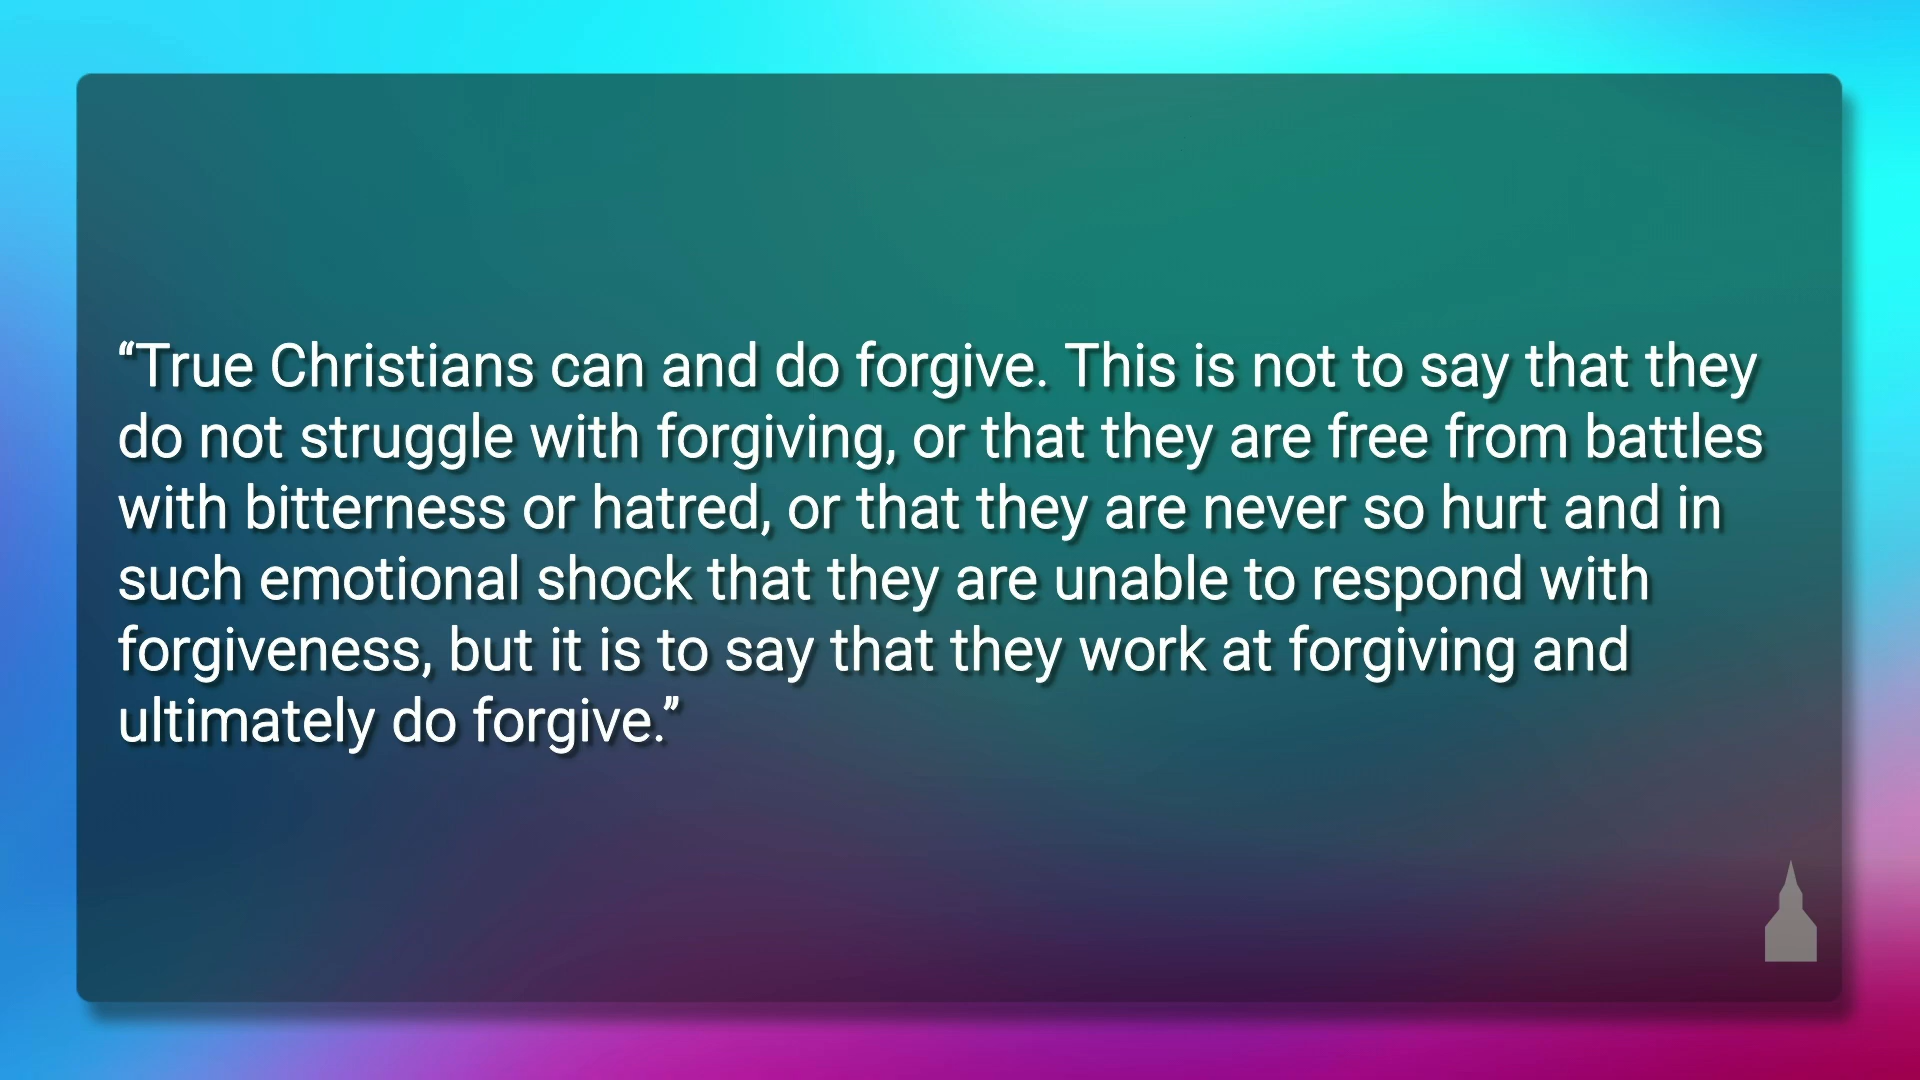 “True Christians can and do forgive. This is not to say that they
do not struggle with forgiving, or that they are free from battles
with bitterness or hatred, or that they are never so hurt and in
such emotional shock that they are unable to respond with
forgiveness, but it is to say that they work at forgiving and
ultimately do forgive.”